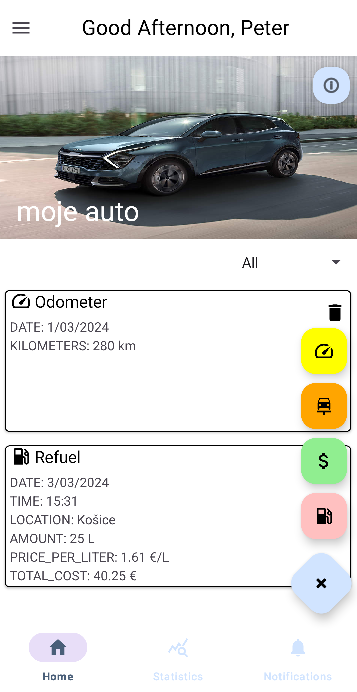 Good Afternoon, Peter
moje auto
All
Odometer
DATE: 1/03/2024
KILOMETERS: 280 km
$
Refuel
DATE: 3/03/2024
TIME: 15:31
LOCATION: Košice
AMOUNT: 25 L
PRICE_PER_LITER: 1.61 €/L
TOTAL_COST: 40.25 €
Home
Statistics
Notifications